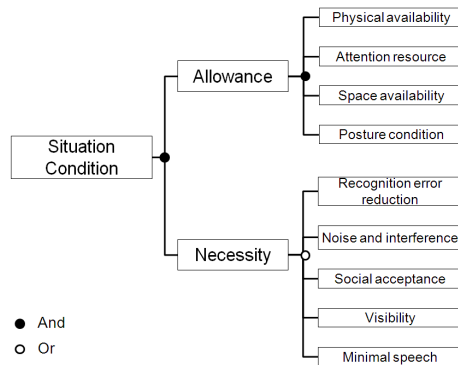 Physical availability
Attention resource
Allowance
Space availability
Posture condition
Situation
Condition
Recognition error
reduction
Noise and interference
Necessity
Social acceptance
Visibility
Minimal speech
And
Or